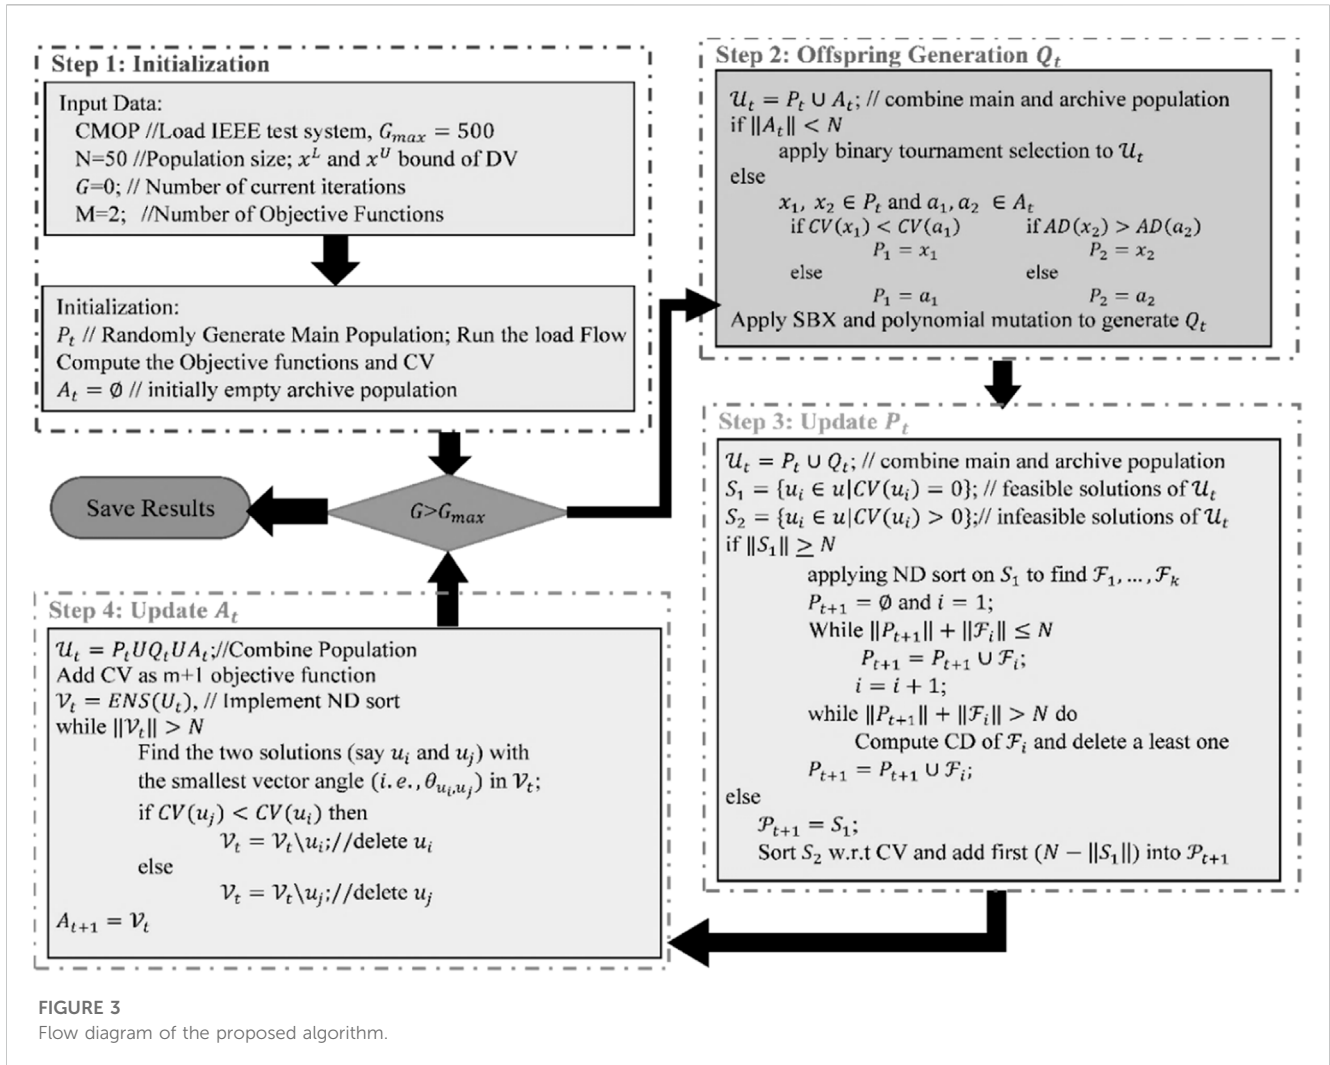 Step 1: Initialization
Input Data:
CMOP //Load IEEE test system, G_max = 500
N=50 //Population size; x^L and x^U bound of DV
G=0; // Number of current iterations
M=2; //Number of Objective Functions
Initialization:
P_t // Randomly Generate Main Population; Run the load Flow
Compute the Objective functions and CV
A_t = ∅ // initially empty archive population
Save Results
G>G_max
Step 2: Offspring Generation Q_t
𝒰_t = P_t ∪ A_t; // combine main and archive population
if ‖A_t‖ < N
apply binary tournament selection to 𝒰_t
else
x_1, x_2 ∈ P_t and a_1, a_2 ∈ A_t
if CV(x_1) < CV(a_1) if AD(x_2) > AD(a_2)
P_1 = x_1 P_2 = x_2
else else
P_1 = a_1 P_2 = a_2
Apply SBX and polynomial mutation to generate Q_t
Step 3: Update P_t
𝒰_t = P_t ∪ Q_t; // combine main and archive population
S_1 = {u_i ∈ u|CV(u_i) = 0}; // feasible solutions of 𝒰_t
S_2 = {u_i ∈ u|CV(u_i) > 0};// infeasible solutions of 𝒰_t
if ‖S_1‖ ≥ N
applying ND sort on S_1 to find ℱ_1, … , ℱ_k
P_{t+1} = ∅ and i = 1;
While ‖P_{t+1}‖ + ‖ℱ_i‖ ≤ N
P_{t+1} = P_{t+1} ∪ ℱ_i;
i = i + 1;
while ‖P_{t+1}‖ + ‖ℱ_i‖ > N do
Compute CD of ℱ_i and delete a least one
P_{t+1} = P_{t+1} ∪ ℱ_i;
else
𝒫_{t+1} = S_1;
Sort S_2 w.r.t CV and add first (N − ‖S_1‖) into 𝒫_{t+1}
Step 4: Update A_t
𝒰_t = P_tUQ_tUA_t;//Combine Population
Add CV as m+1 objective function
𝒱_t = ENS(U_t), // Implement ND sort
while ‖𝒱_t‖ > N
Find the two solutions (say u_i and u_j) with
the smallest vector angle (i. e., θ_{u_i,u_j}) in 𝒱_t;
if CV(u_j) < CV(u_i) then
𝒱_t = 𝒱_t\u_i;//delete u_i
else
𝒱_t = 𝒱_t\u_j;//delete u_j
A_{t+1} = 𝒱_t
FIGURE 3
Flow diagram of the proposed algorithm.